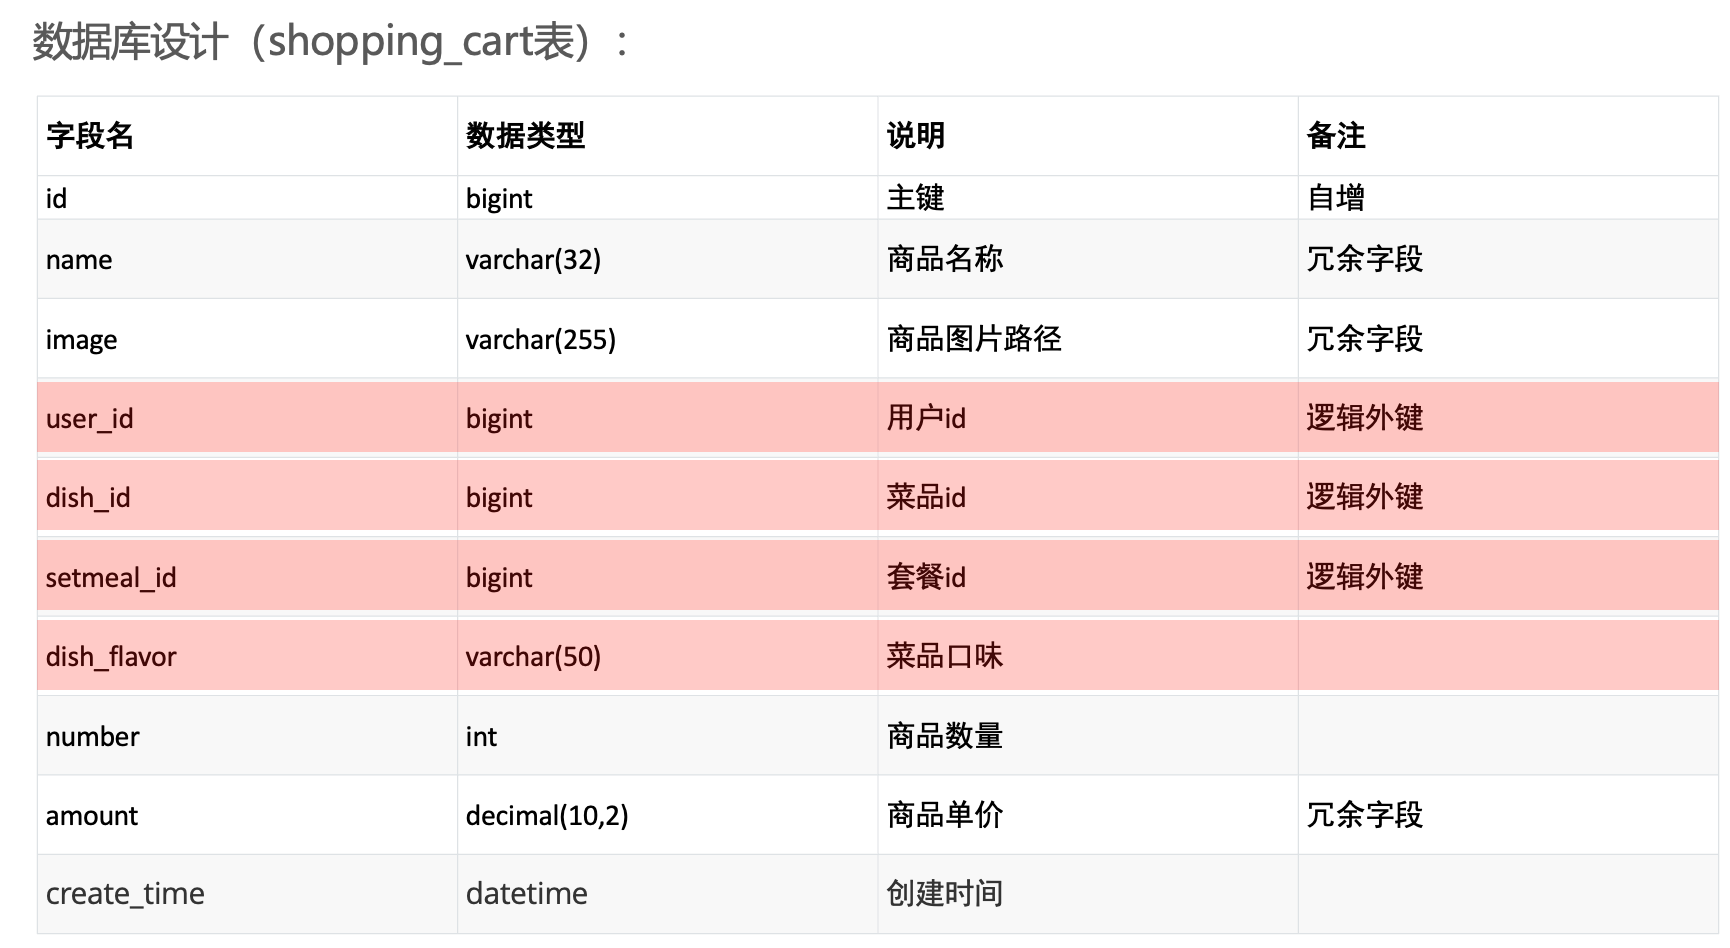 数据库设计（shopping_cart表）:
字段名 数据类型 说明 备注
id bigint 主键 自增
name varchar(32) 商品名称 冗余字段
image varchar(255) 商品图片路径 冗余字段
user_id bigint 用户id 逻辑外键
dish_id bigint 菜品id 逻辑外键
setmeal_id bigint 套餐id 逻辑外键
dish_flavor varchar(50) 菜品口味
number int 商品数量
amount decimal(10,2) 商品单价 冗余字段
create_time datetime 创建时间